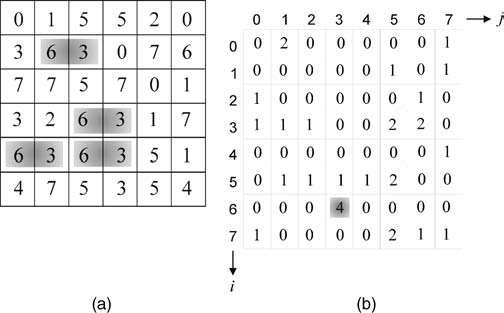 0 1 5 5 2 0
3 6 3 0 7 6
7 7 5 7 0 1
3 2 6 3 1 7
6 3 6 3 5 1
4 7 5 3 5 4
(a)
0 1 2 3 4 5 6 7 j
0 0 2 0 0 0 0 0 1
1 0 0 0 0 0 1 0 1
2 1 0 0 0 0 0 1 0
3 1 1 1 0 0 2 2 0
4 0 0 0 0 0 0 0 1
5 0 1 1 1 1 2 0 0
6 0 0 0 4 0 0 0 0
7 1 0 0 0 0 2 1 1
i
(b)